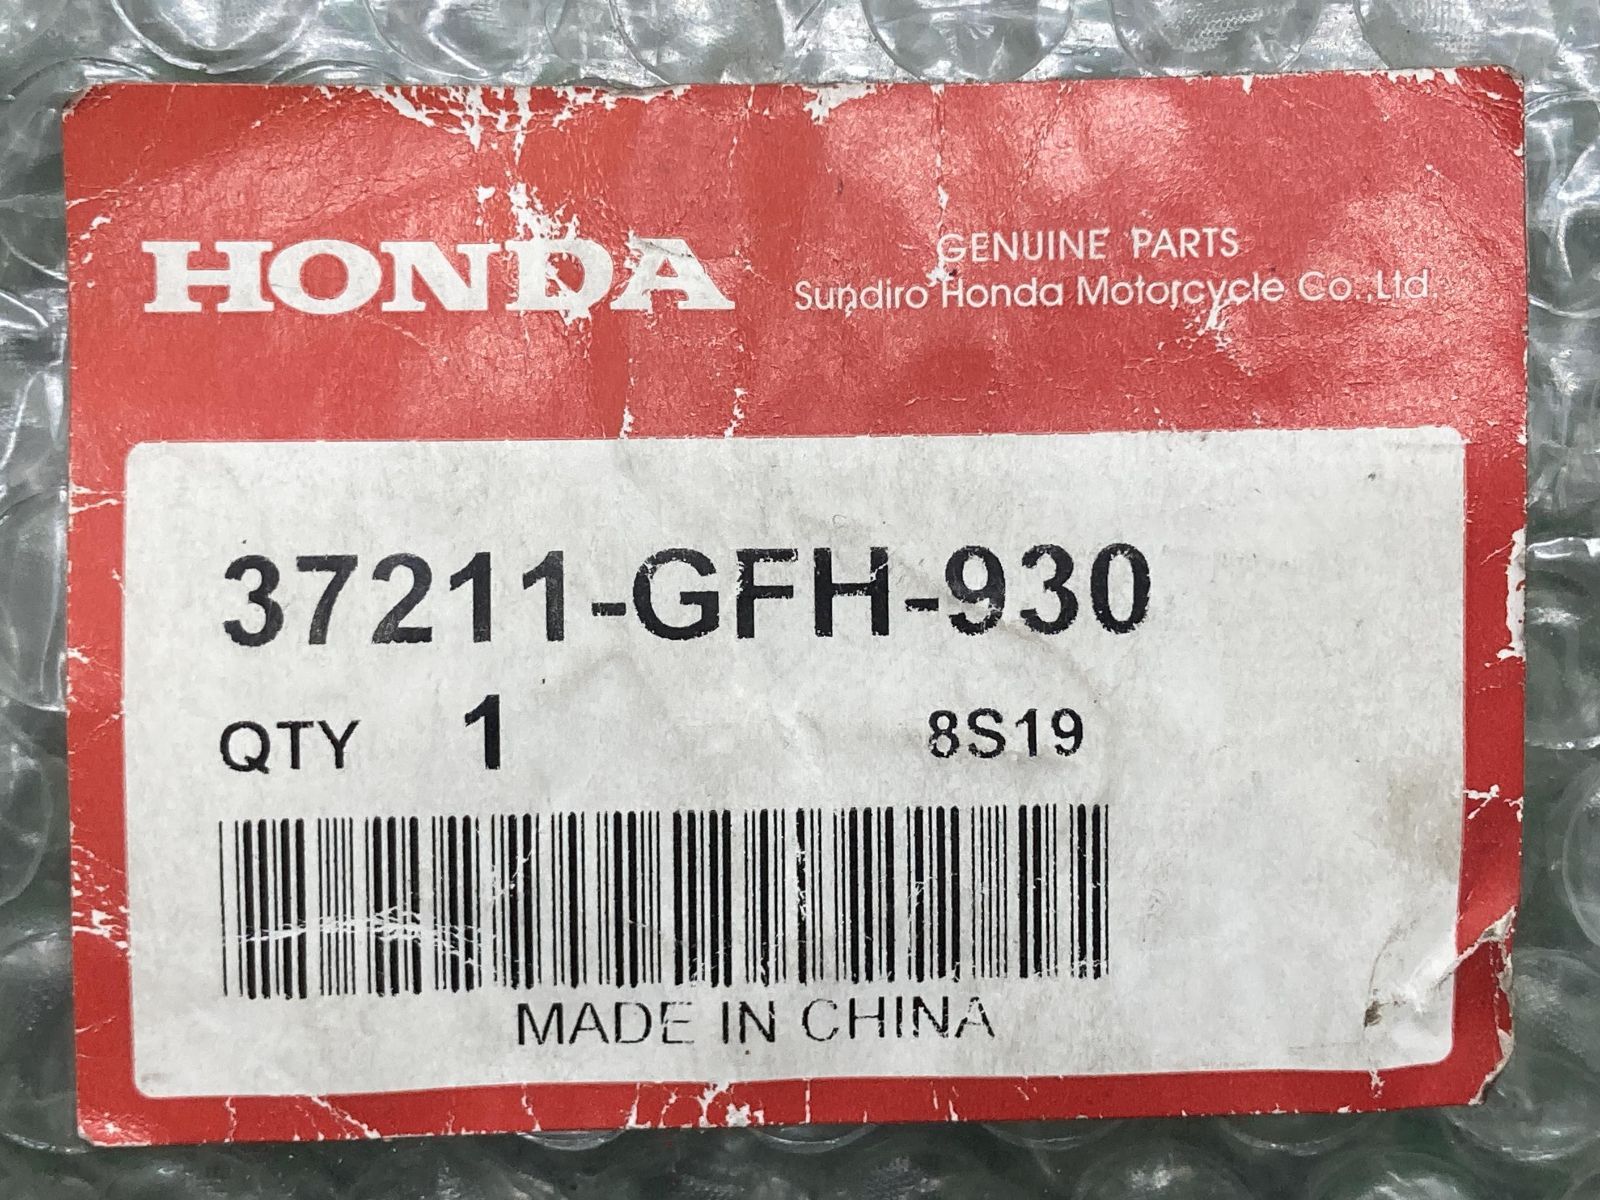 HONDA
GENUINE PARTS
Sundiro Honda Motorcycle Co.,Ltd.
37211-GFH-930
QTY 1 8S19
MADE IN CHINA